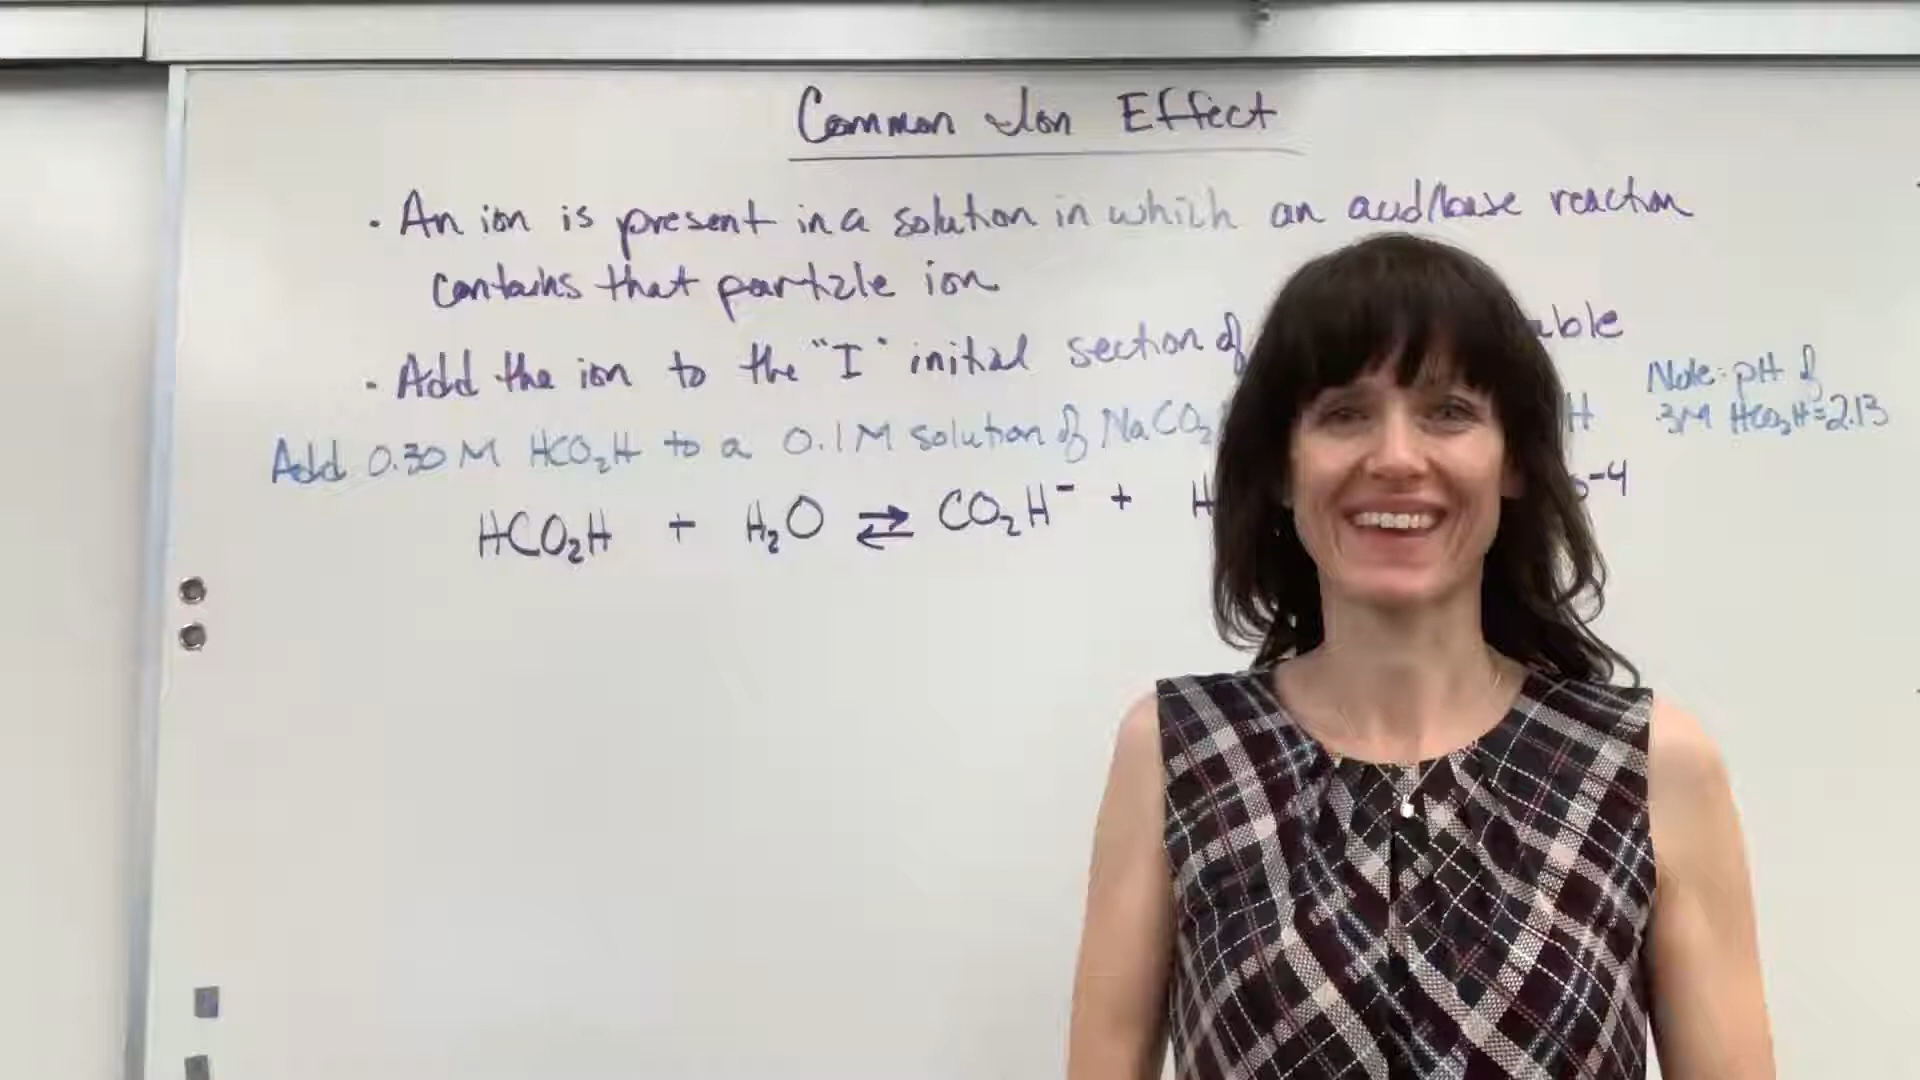 Common Ion Effect
· An ion is present in a solution in which an acid/base reaction
contains that particle ion
· Add the ion to the "I" initial section of able
Note: pH of
.3M HCO₂H=2.13
Add 0.30 M HCO₂H to a 0.1M solution of NaCO₂ H
HCO₂H + H₂O ⇄ CO₂H⁻ + H -4